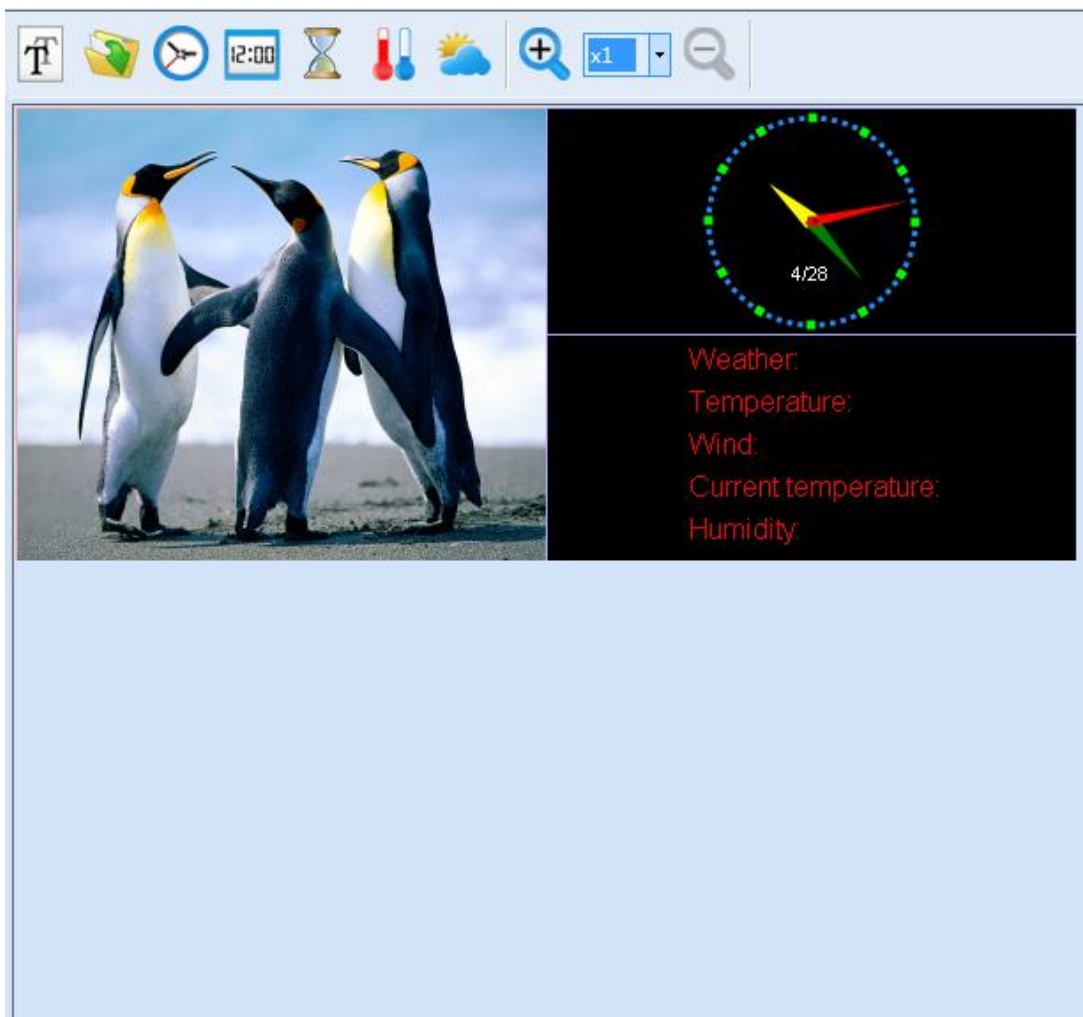 12:00
x1
4/28
Weather:
Temperature:
Wind:
Current temperature:
Humidity: